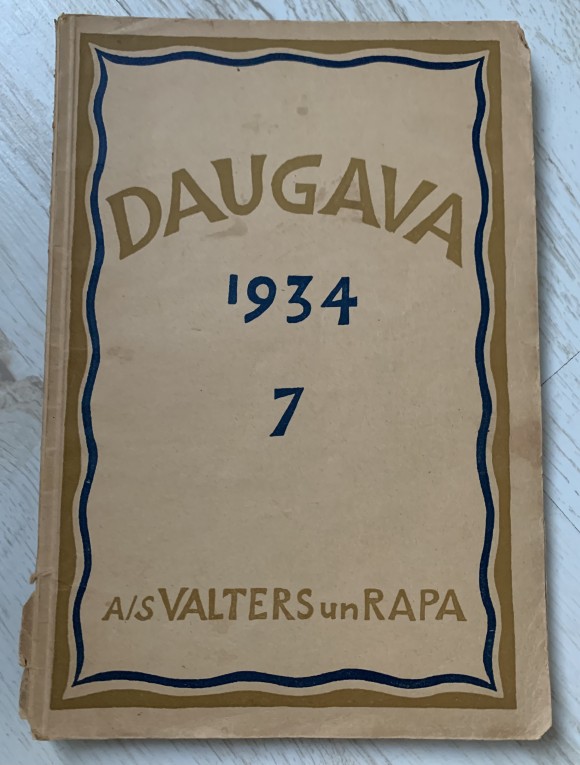 DAUGAVA
1934
7
A/S VALTERS un RAPA